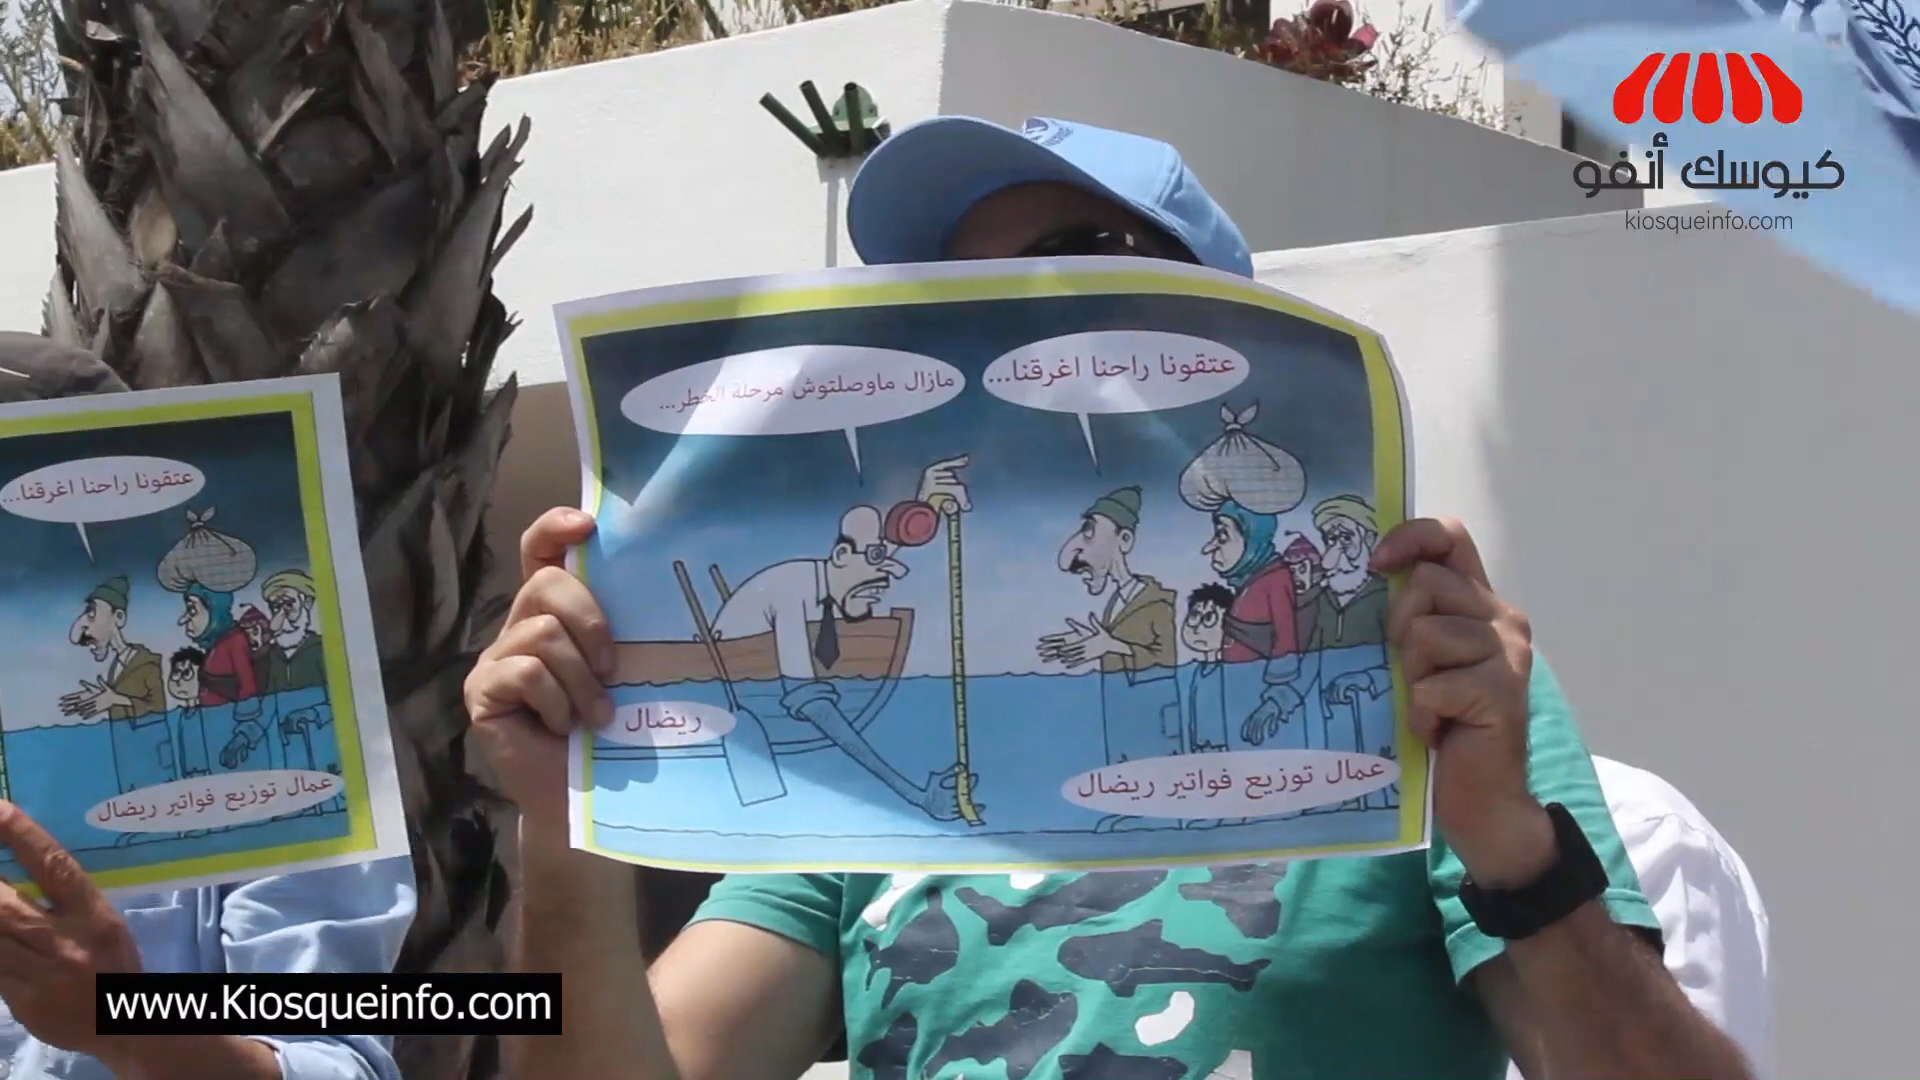 كيوسك أنفو
kiosqueinfo.com
عتقونا راحنا اغرقنا...
مازال ماوصلتوش مرحلة الخطر...
ريضال
عمال توزيع فواتير ريضال
عتقونا راحنا اغرقنا...
عمال توزيع فواتير ريضال
www.Kiosqueinfo.com